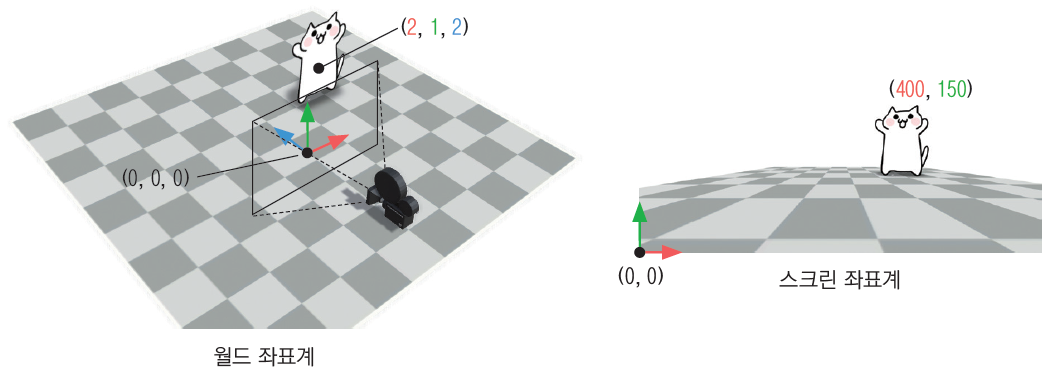 (2, 1, 2)
(0, 0, 0)
월드 좌표계
(400, 150)
(0, 0)
스크린 좌표계